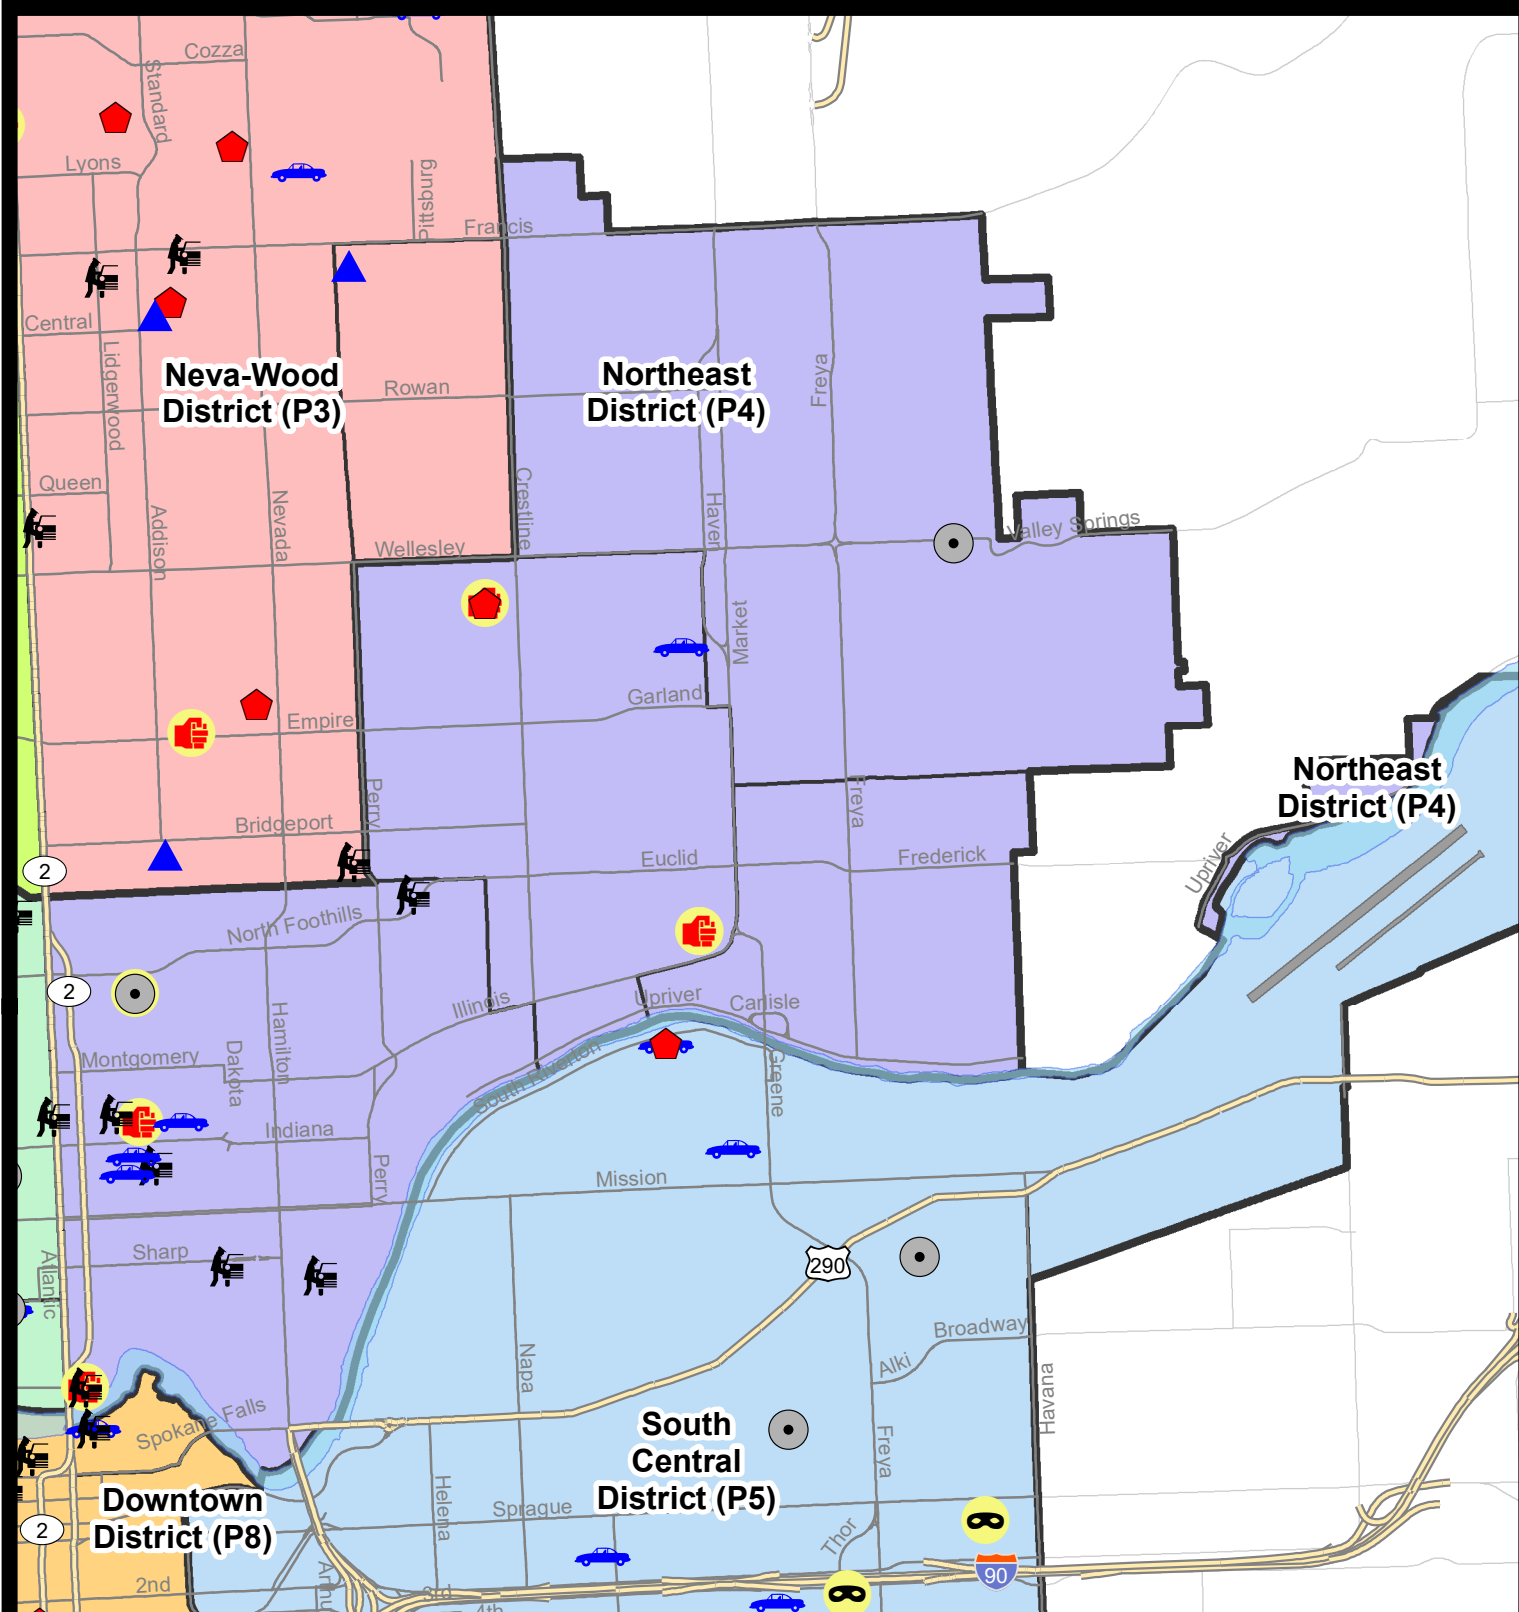 Cozza
Standard
Lyons
Pittsburg
Francis
Central
Lidgerwood
Neva-Wood
District (P3)
Rowan
Northeast
District (P4)
Freya
Queen
Addison
Nevada
Crestline
Haven
Wellesley
Valley Springs
Market
Garland
Empire
Northeast
District (P4)
Perry
Freya
Bridgeport
Euclid
Frederick
Upriver
2
North Foothills
2
Illinois
Upriver
Carlisle
Hamilton
Montgomery
Dakota
South Riverton
Greene
Indiana
Perry
Mission
Sharp
Atlantic
290
Broadway
Alki
Napa
Havana
Spokane Falls
South
Central
District (P5)
Freya
Helena
Sprague
Downtown
District (P8)
2
Thor
90
2nd
3rd
4th